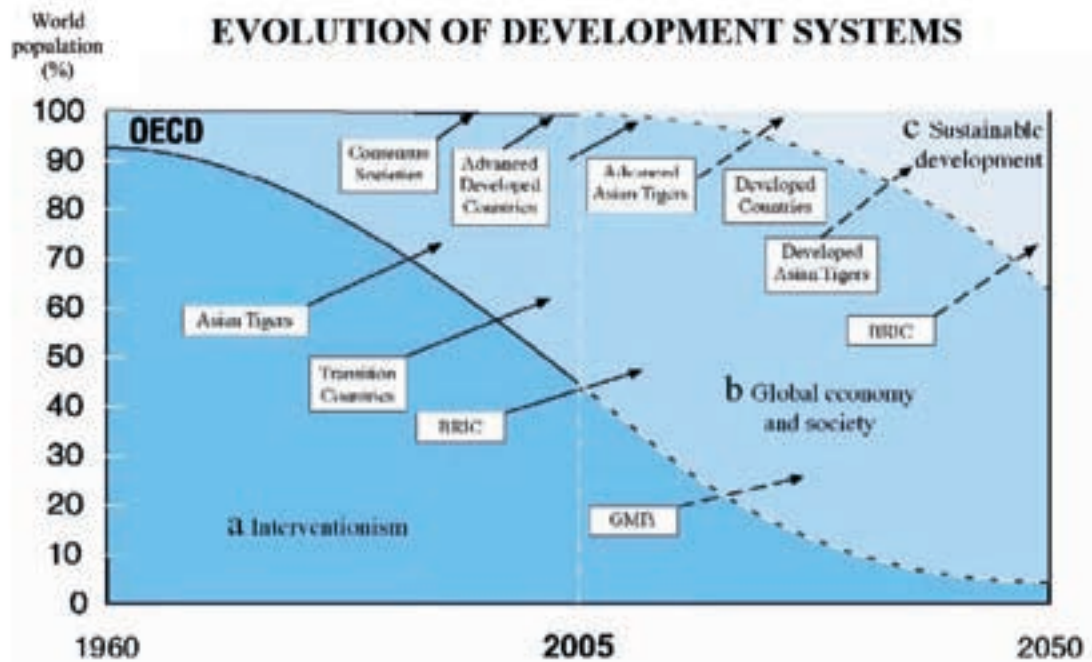 World
population
(%)
EVOLUTION OF DEVELOPMENT SYSTEMS
100
90
80
70
60
50
40
30
20
10
0
OECD
Consensus
Societies
Advanced
Developed
Countries
Advanced
Asian Tigers
Developed
Countries
c Sustainable
development
Developed
Asian Tigers
Asian Tigers
BRIC
Transition
Countries
BRIC
b Global economy
and society
a Interventionism
1960
2005
2050